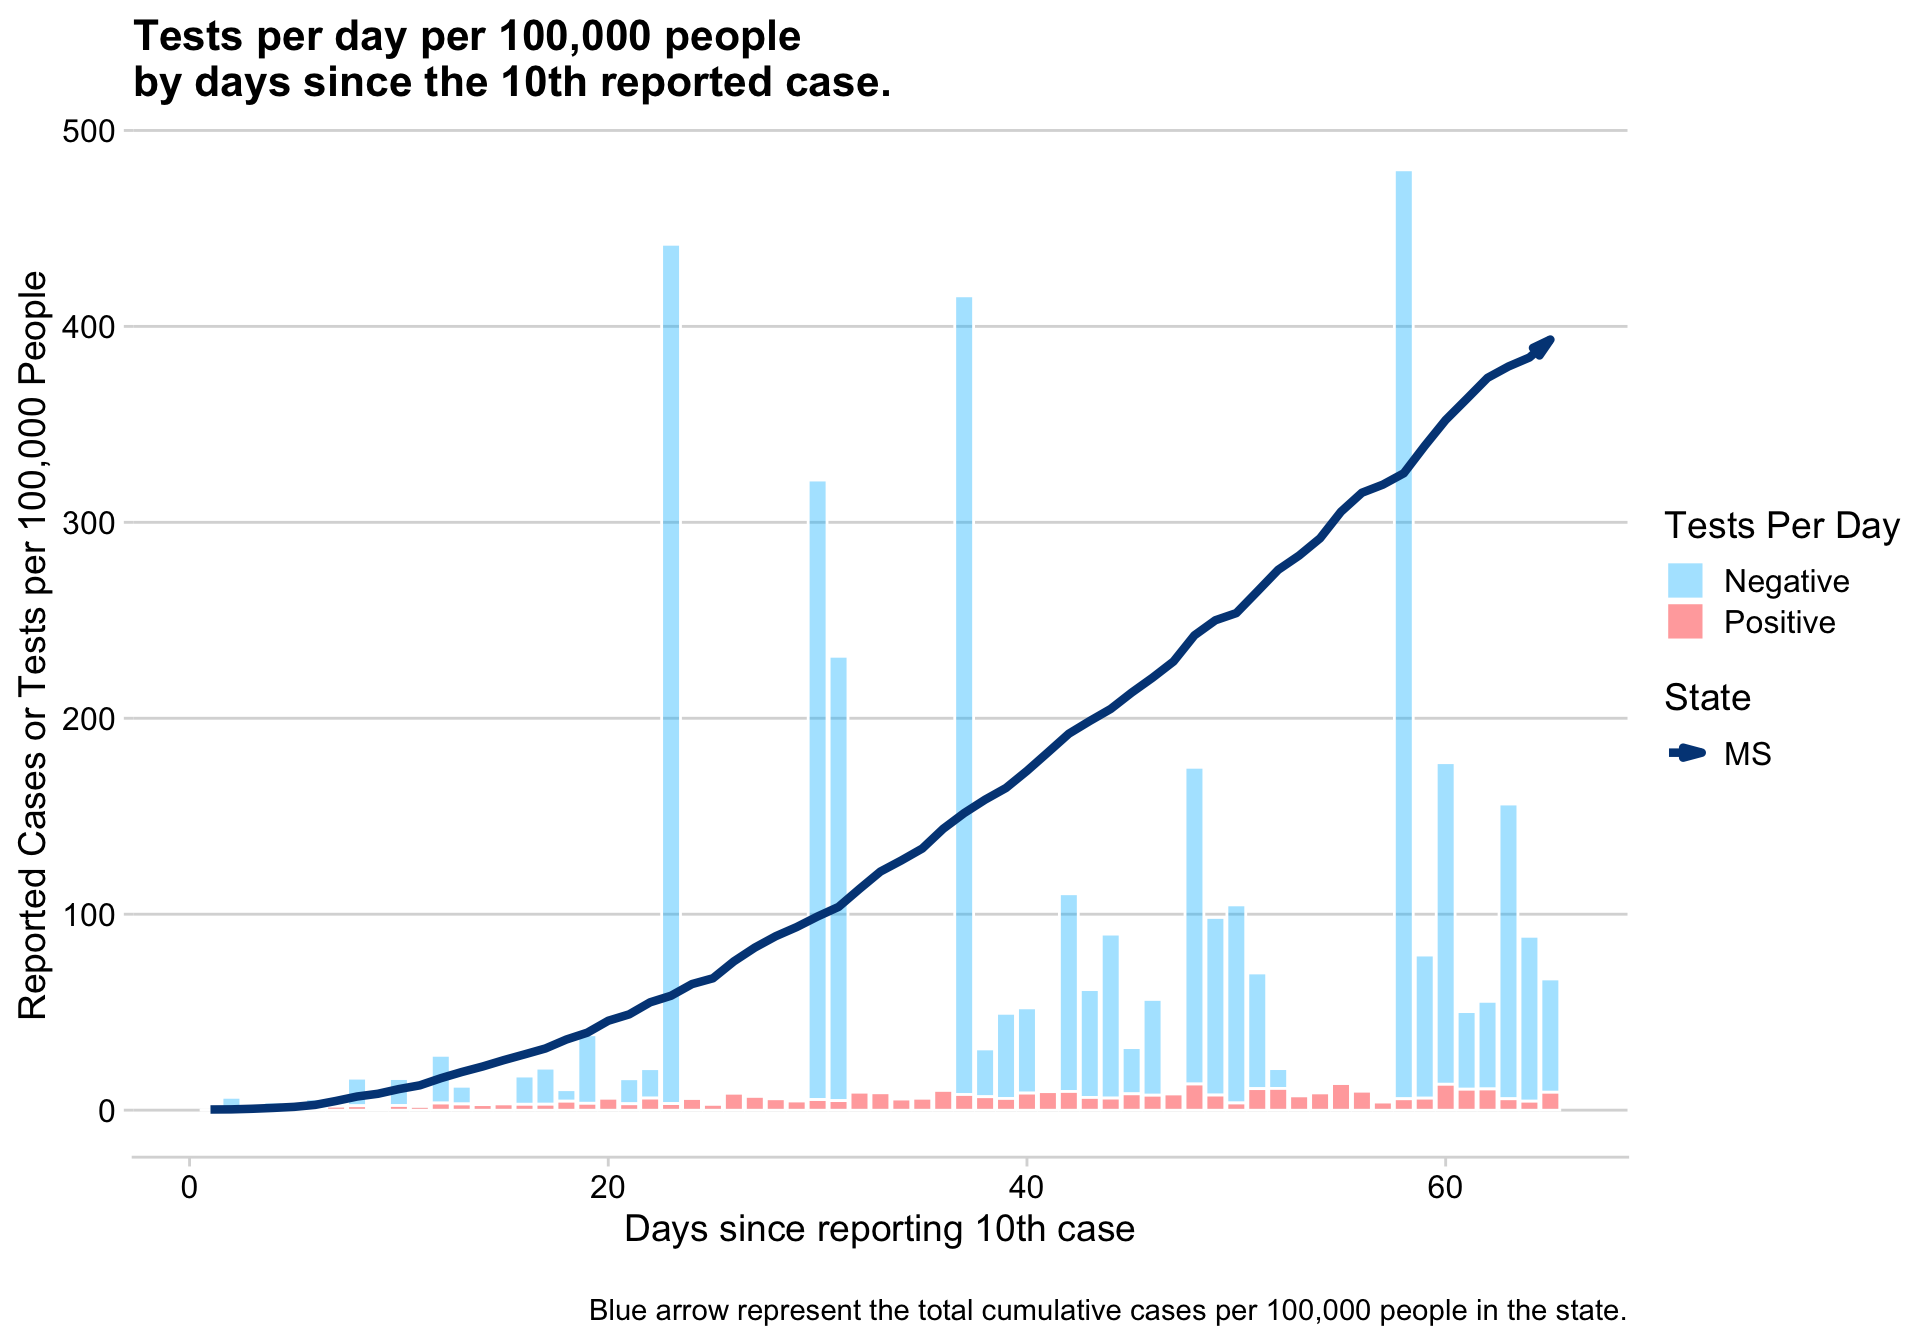 Tests per day per 100,000 people
by days since the 10th reported case.
Reported Cases or Tests per 100,000 People
500
400
300
200
100
0
0
20
40
60
Days since reporting 10th case
Tests Per Day
Negative
Positive
State
MS
Blue arrow represent the total cumulative cases per 100,000 people in the state.